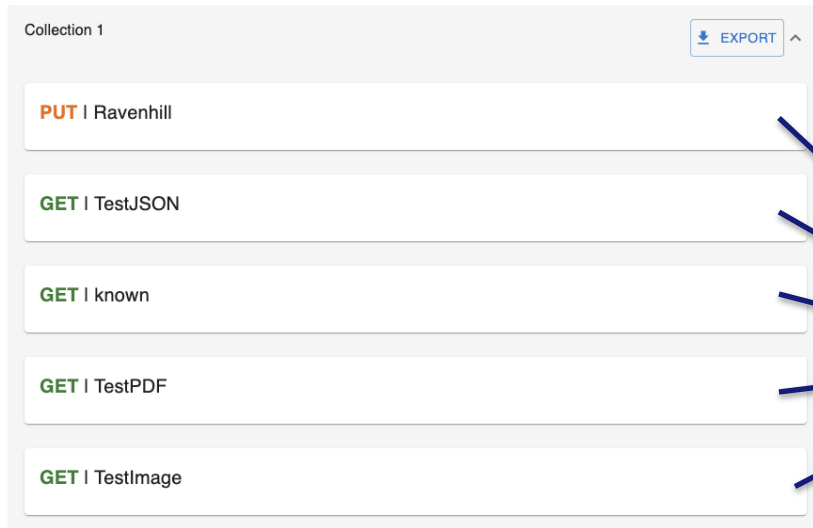 Collection 1
EXPORT
PUT | Ravenhill
GET | TestJSON
GET | known
GET | TestPDF
GET | TestImage